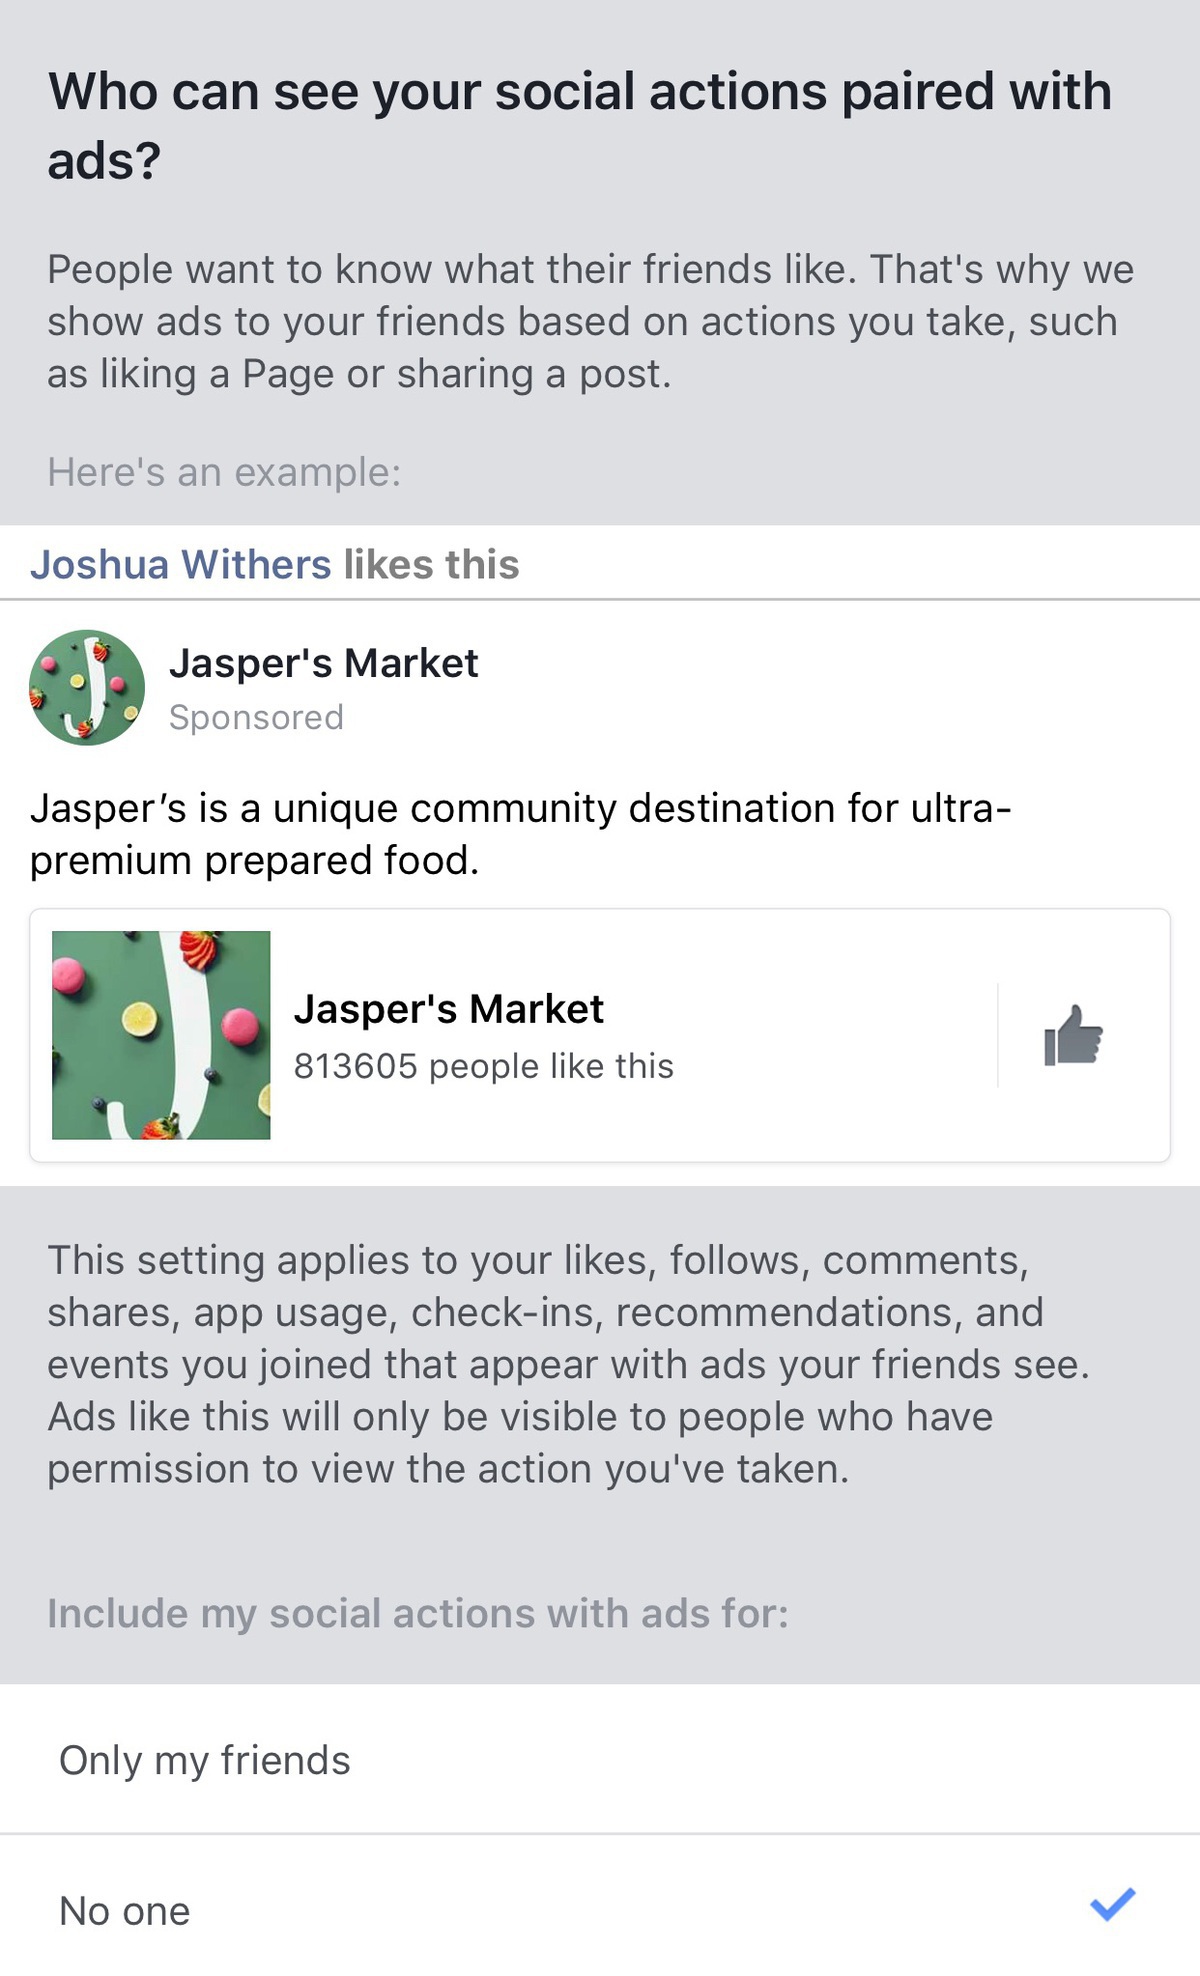 Who can see your social actions paired with
ads?
People want to know what their friends like. That's why we
show ads to your friends based on actions you take, such
as liking a Page or sharing a post.
Here's an example:
Joshua Withers likes this
Jasper's Market
Sponsored
Jasper’s is a unique community destination for ultra-
premium prepared food.
Jasper's Market
813605 people like this
This setting applies to your likes, follows, comments,
shares, app usage, check-ins, recommendations, and
events you joined that appear with ads your friends see.
Ads like this will only be visible to people who have
permission to view the action you've taken.
Include my social actions with ads for:
Only my friends
No one